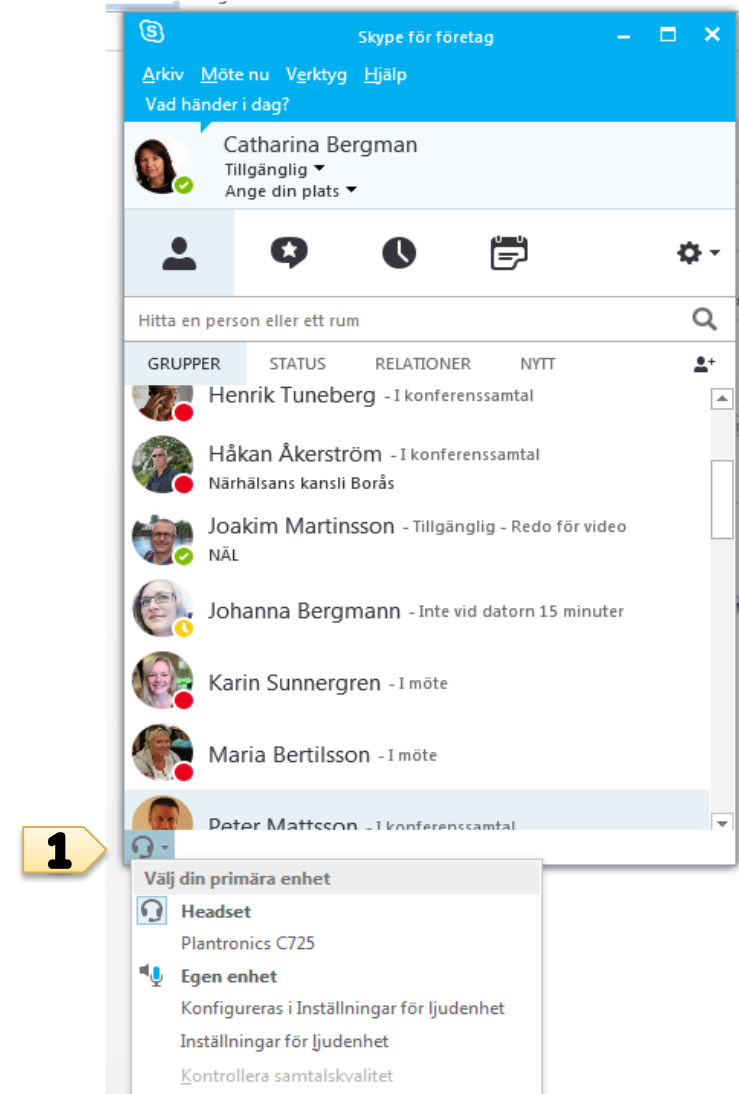 Skype för företag
Arkiv Möte nu Verktyg Hjälp
Vad händer i dag?
Catharina Bergman
Tillgänglig
Ange din plats
Hitta en person eller ett rum
GRUPPER STATUS RELATIONER NYTT
Henrik Tuneberg - I konferenssamtal
Håkan Åkerström - I konferenssamtal
Närhälsans kansli Borås
Joakim Martinsson - Tillgänglig - Redo för video
NÄL
Johanna Bergmann - Inte vid datorn 15 minuter
Karin Sunnergren - I möte
Maria Bertilsson - I möte
Peter Mattsson - I konferenssamtal
1
Välj din primära enhet
Headset
Plantronics C725
Egen enhet
Konfigureras i Inställningar för ljudenhet
Inställningar för ljudenhet
Kontrollera samtalskvalitet